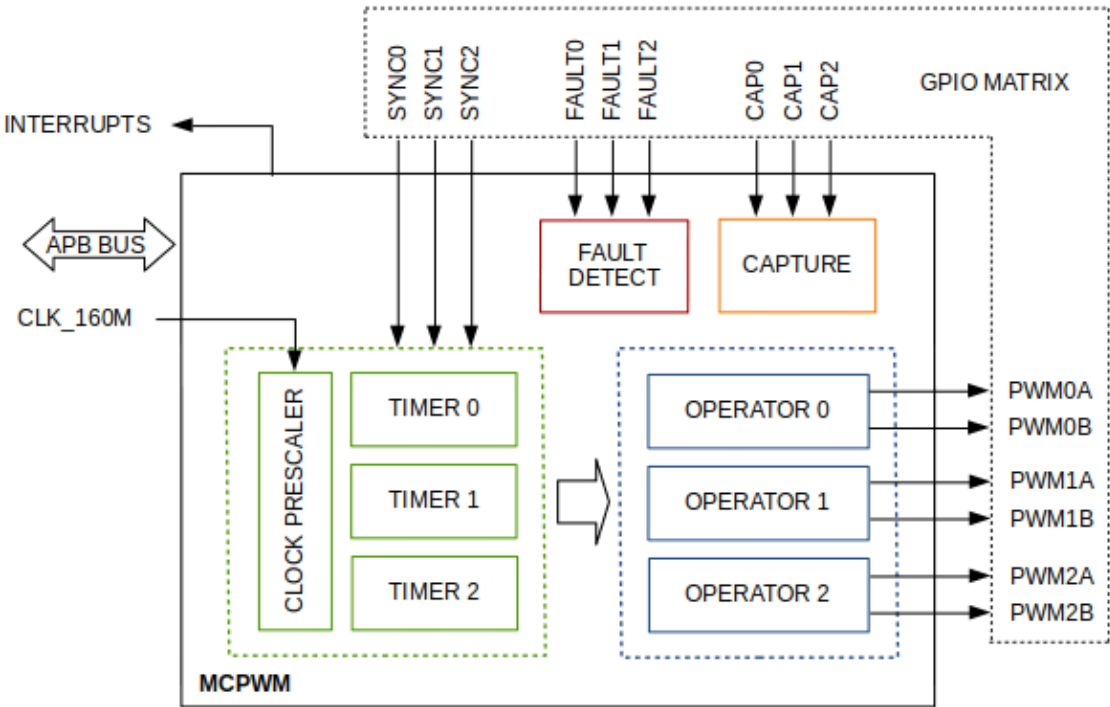 SYNC0
SYNC1
SYNC2
FAULT0
FAULT1
FAULT2
CAP0
CAP1
CAP2
GPIO MATRIX
INTERRUPTS
APB BUS
CLK_160M
FAULT
DETECT
CAPTURE
CLOCK PRESCALER
TIMER 0
TIMER 1
TIMER 2
OPERATOR 0
OPERATOR 1
OPERATOR 2
PWM0A
PWM0B
PWM1A
PWM1B
PWM2A
PWM2B
MCPWM